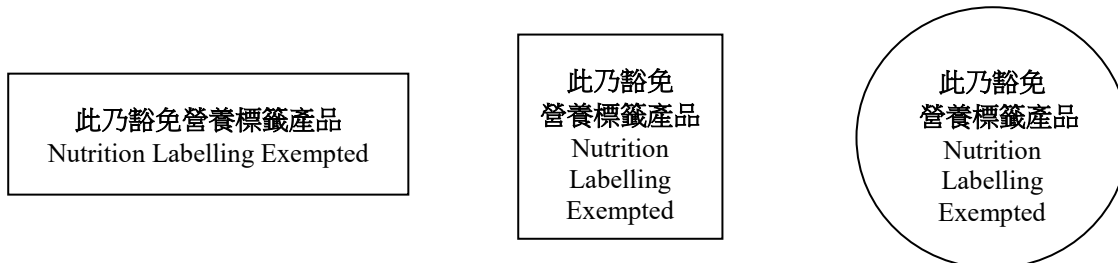 此乃豁免營養標籤產品
Nutrition Labelling Exempted
此乃豁免
營養標籤產品
Nutrition
Labelling
Exempted
此乃豁免
營養標籤產品
Nutrition
Labelling
Exempted